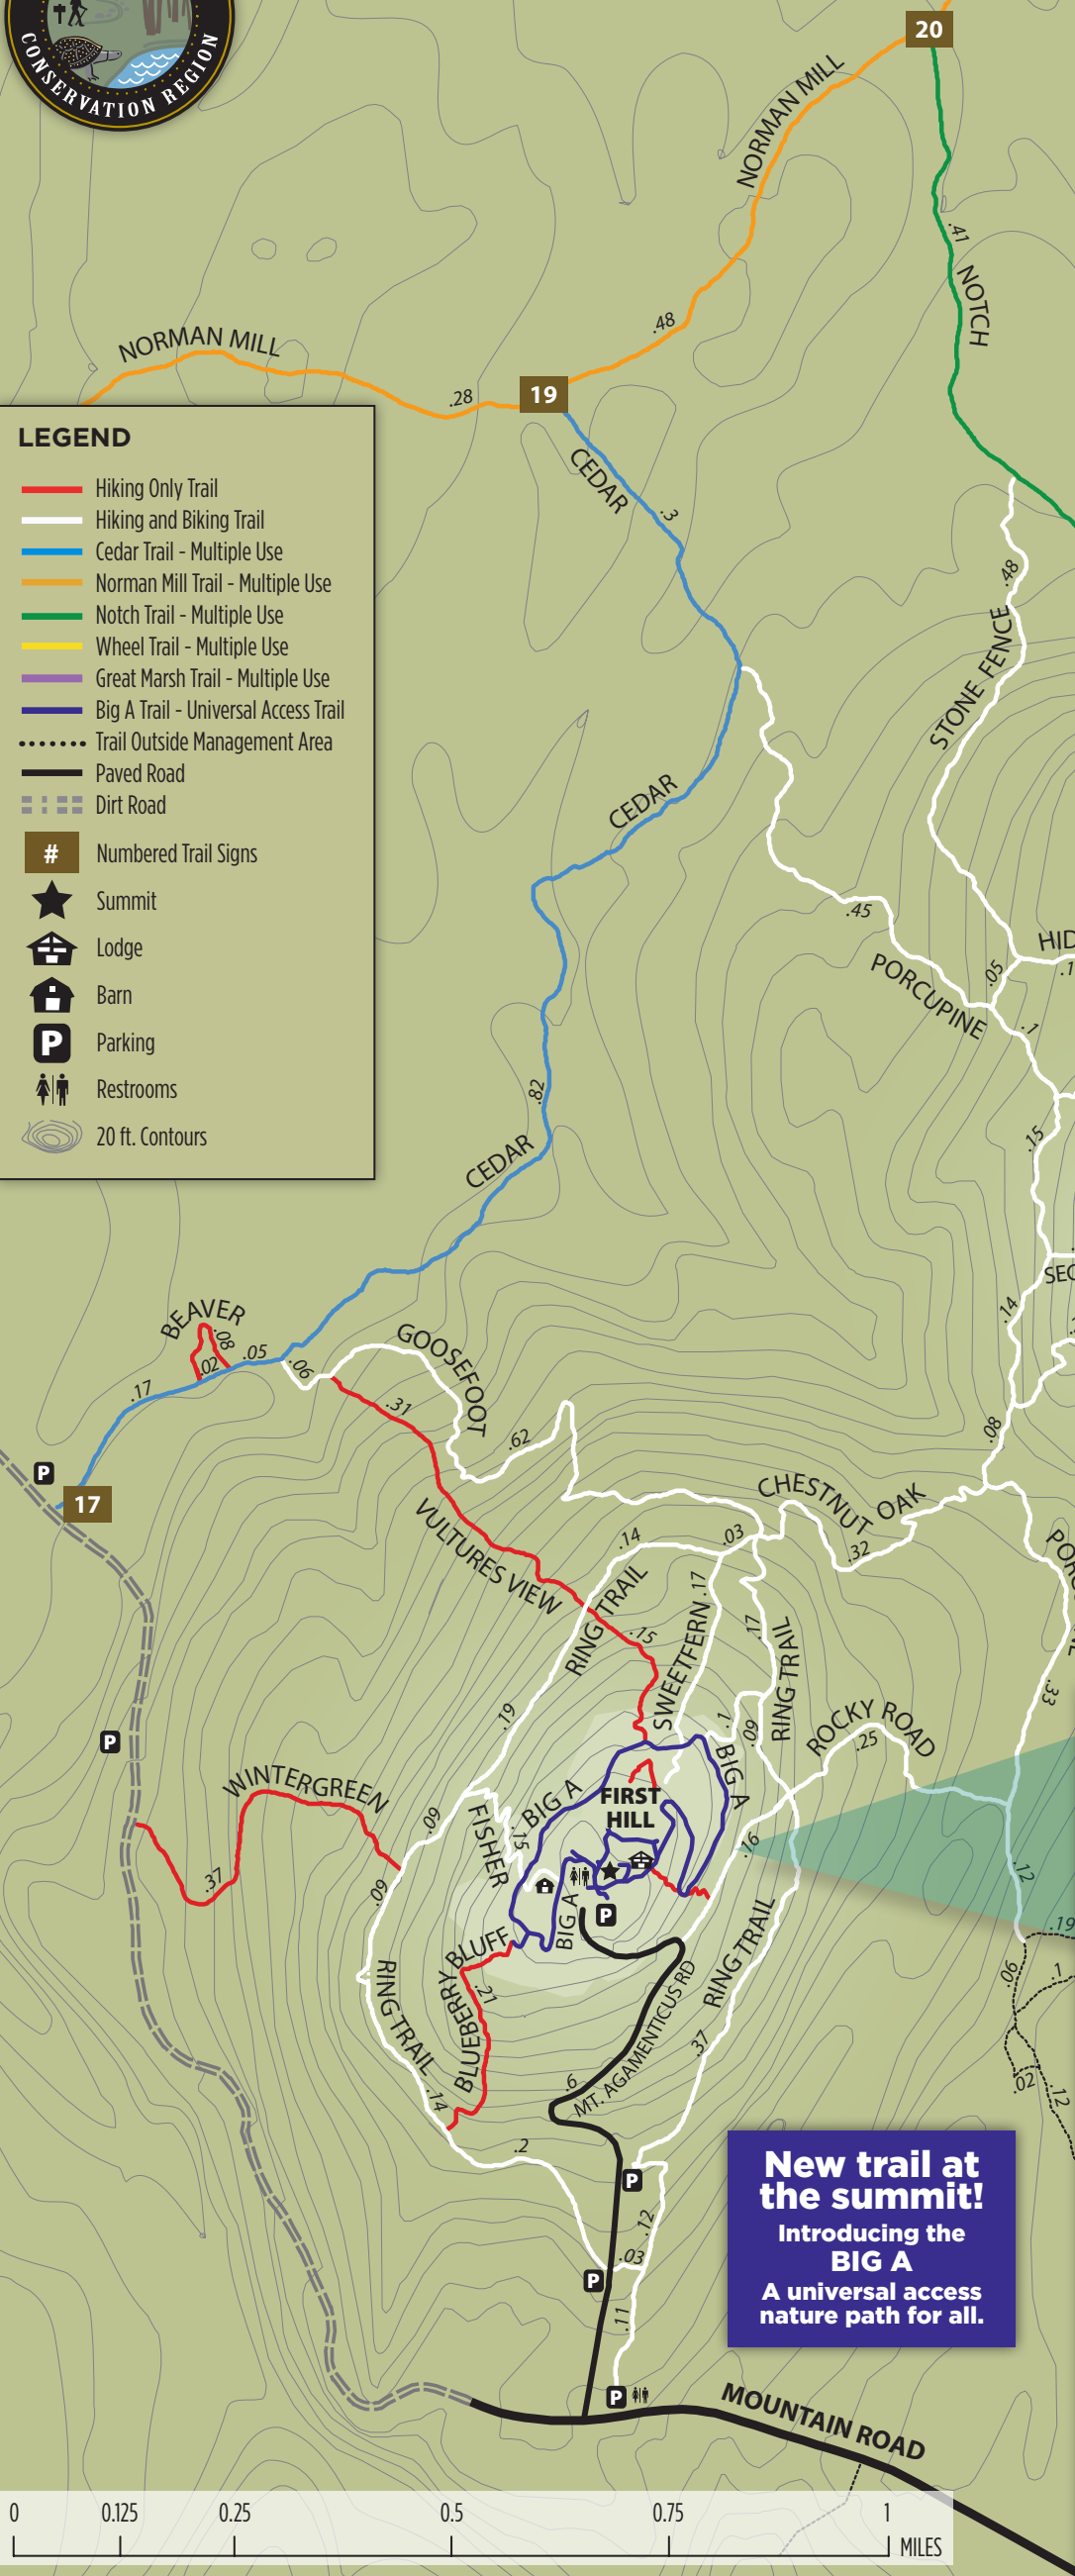 CONSERVATION REGION
20
NORMAN MILL
.41
NOTCH
.48
NORMAN MILL
.28
19
CEDAR
.3
LEGEND
Hiking Only Trail
Hiking and Biking Trail
Cedar Trail - Multiple Use
Norman Mill Trail - Multiple Use
Notch Trail - Multiple Use
Wheel Trail - Multiple Use
Great Marsh Trail - Multiple Use
Big A Trail - Universal Access Trail
Trail Outside Management Area
Paved Road
Dirt Road
# Numbered Trail Signs
Summit
Lodge
Barn
P Parking
Restrooms
20 ft. Contours
.48
STONE FENCE
CEDAR
.45
PORCUPINE
HID
.1
.05
.1
.82
CEDAR
.15
SEC
.14
BEAVER
.08
.02
.05
.06
.17
GOOSEFOOT
.31
.62
.08
P
17
CHESTNUT OAK
.32
VULTURES VIEW
.14
.03
RING TRAIL
.15
SWEETFERN
.17
.17
RING TRAIL
PORC
.33
.19
.1
.09
ROCKY ROAD
.25
P
WINTERGREEN
.37
.09
.09
FISHER
.15
BIG A
BIG A
FIRST
HILL
.16
.12
BIG A
P
.19
BLUEBERRY BLUFF
.21
RING TRAIL
.14
RING TRAIL
.37
MT. AGAMENTICUS RD
.6
.06
.1
.02
.12
.2
P
.12
.03
P
.11
P
New trail at
the summit!
Introducing the
BIG A
A universal access
nature path for all.
MOUNTAIN ROAD
0 0.125 0.25 0.5 0.75 1
MILES